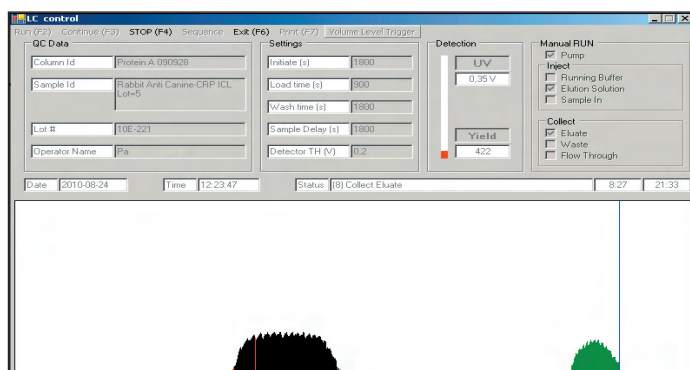 LC control
Run (F2) Continue (F3) STOP (F4) Sequence Exit (F6) Print (F7) Volume Level Trigger
QC Data
Column Id Protein A 090928
Sample Id Rabbit Anti Canine-CRP ICL
Lot=5
Lot # 10E-221
Operator Name Pa
Settings
Initiate (s) 1800
Load time (s) 900
Wash time (s) 1800
Sample Delay (s) 1800
Detector TH (V) 0,2
Detection
UV
0,35 V
Yield
422
Manual RUN
Pump
Inject
Running Buffer
Elution Solution
Sample In
Collect
Eluate
Waste
Flow Through
Date 2010-08-24 Time 12:23:47 Status (8) Collect Eluate 8:27 21:33